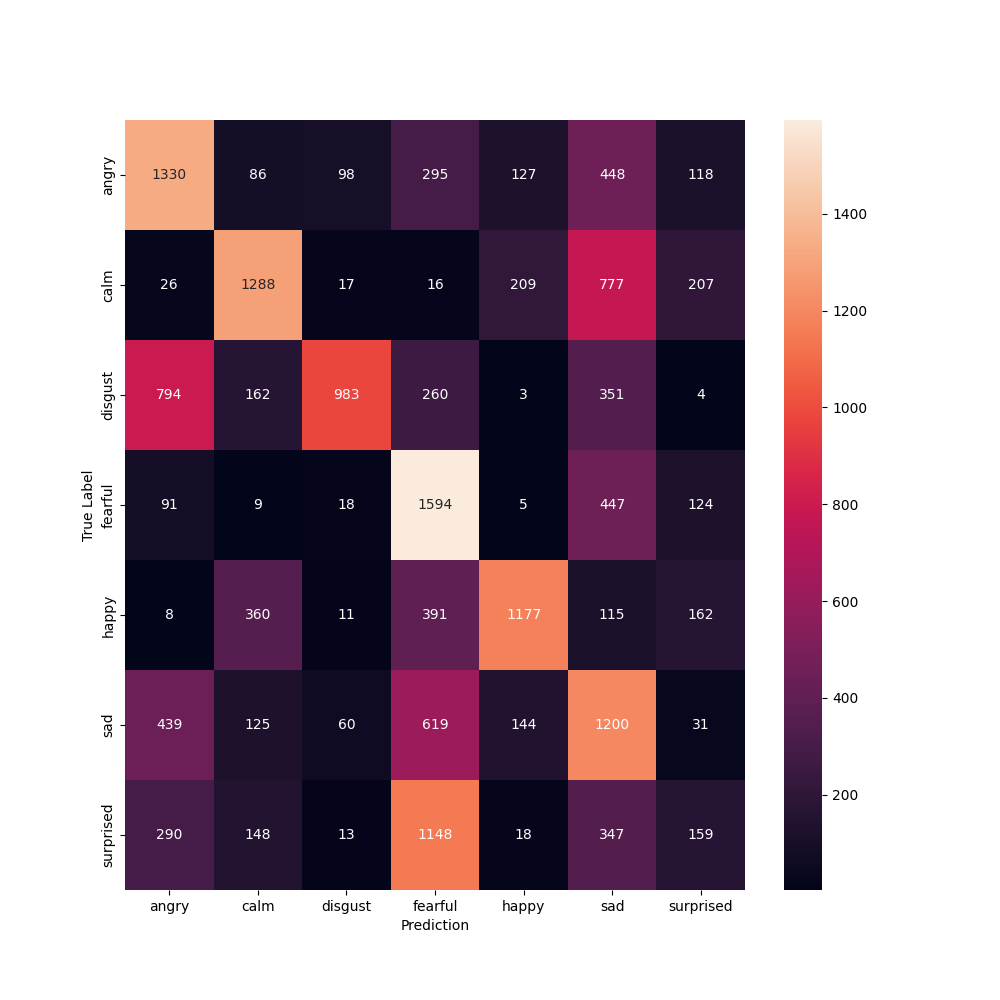 angry 1330 86 98 295 127 448 118
calm 26 1288 17 16 209 777 207
disgust 794 162 983 260 3 351 4
fearful 91 9 18 1594 5 447 124
happy 8 360 11 391 1177 115 162
sad 439 125 60 619 144 1200 31
surprised 290 148 13 1148 18 347 159
angry calm disgust fearful happy sad surprised
Prediction
True Label
1400
1200
1000
800
600
400
200